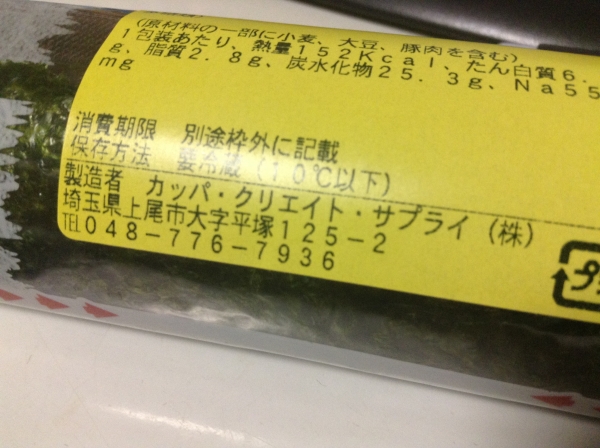 (原材料の一部に小麦、大豆、豚肉を含む)
1包装あたり、熱量152Kcal、たん白質6.
g、脂質2.8g、炭水化物25.3g、Na55
mg
消費期限 別途枠外に記載
保存方法 要冷蔵(10℃以下)
製造者 カッパ・クリエイト・サプライ(株)
埼玉県上尾市大字平塚125-2
TEL048-776-7936
プラ